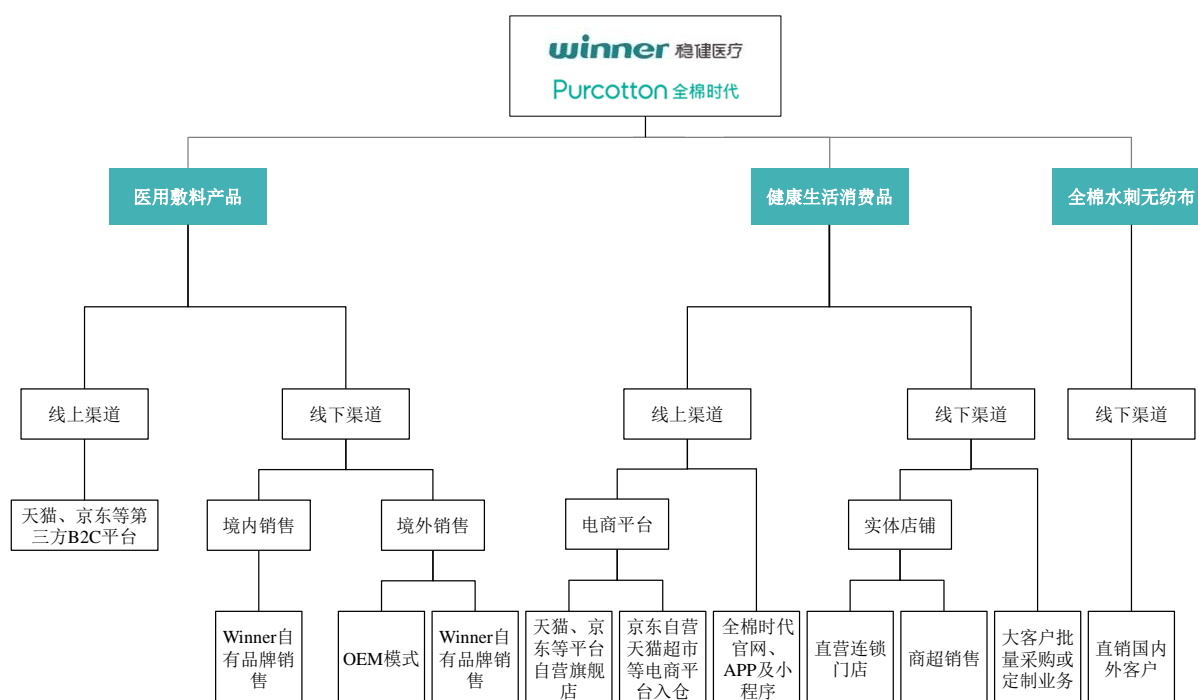 winner 稳健医疗
Purcotton 全棉时代
医用敷料产品
健康生活消费品
全棉水刺无纺布
线上渠道
线下渠道
线上渠道
线下渠道
线下渠道
天猫、京东等第
三方B2C平台
境内销售
境外销售
电商平台
实体店铺
Winner自
有品牌销
售
OEM模式
Winner自
有品牌销
售
天猫、京
东等平台
自营旗舰
店
京东自营
天猫超市
等电商平
台入仓
全棉时代
官网、
APP及小
程序
直营连锁
门店
商超销售
大客户批
量采购或
定制业务
直销国内
外客户